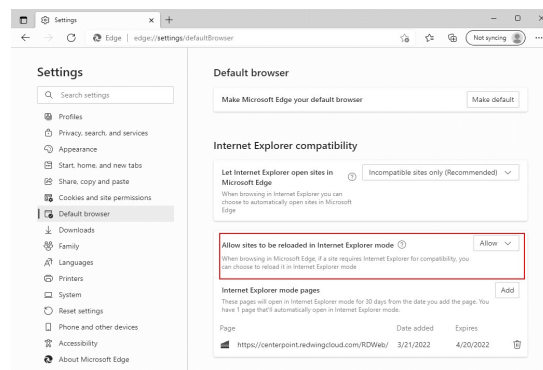 Settings
Edge
edge://settings/defaultBrowser
Not syncing
Settings
Search settings
Profiles
Privacy, search, and services
Appearance
Start, home, and new tabs
Share, copy and paste
Cookies and site permissions
Default browser
Downloads
Family
Languages
Printers
System
Reset settings
Phone and other devices
Accessibility
About Microsoft Edge
Default browser
Make Microsoft Edge your default browser
Make default
Internet Explorer compatibility
Let Internet Explorer open sites in
Microsoft Edge
Incompatible sites only (Recommended)
When browsing in Internet Explorer you can
choose to automatically open sites in Microsoft
Edge
Allow sites to be reloaded in Internet Explorer mode
Allow
When browsing in Microsoft Edge, if a site requires Internet Explorer for compatibility, you
can choose to reload it in Internet Explorer mode
Internet Explorer mode pages
Add
These pages will open in Internet Explorer mode for 30 days from the date you add the page. You
have 1 page that'll automatically open in Internet Explorer mode.
Page Date added Expires
https://centerpoint.redwingcloud.com/RDWeb/ 3/21/2022 4/20/2022